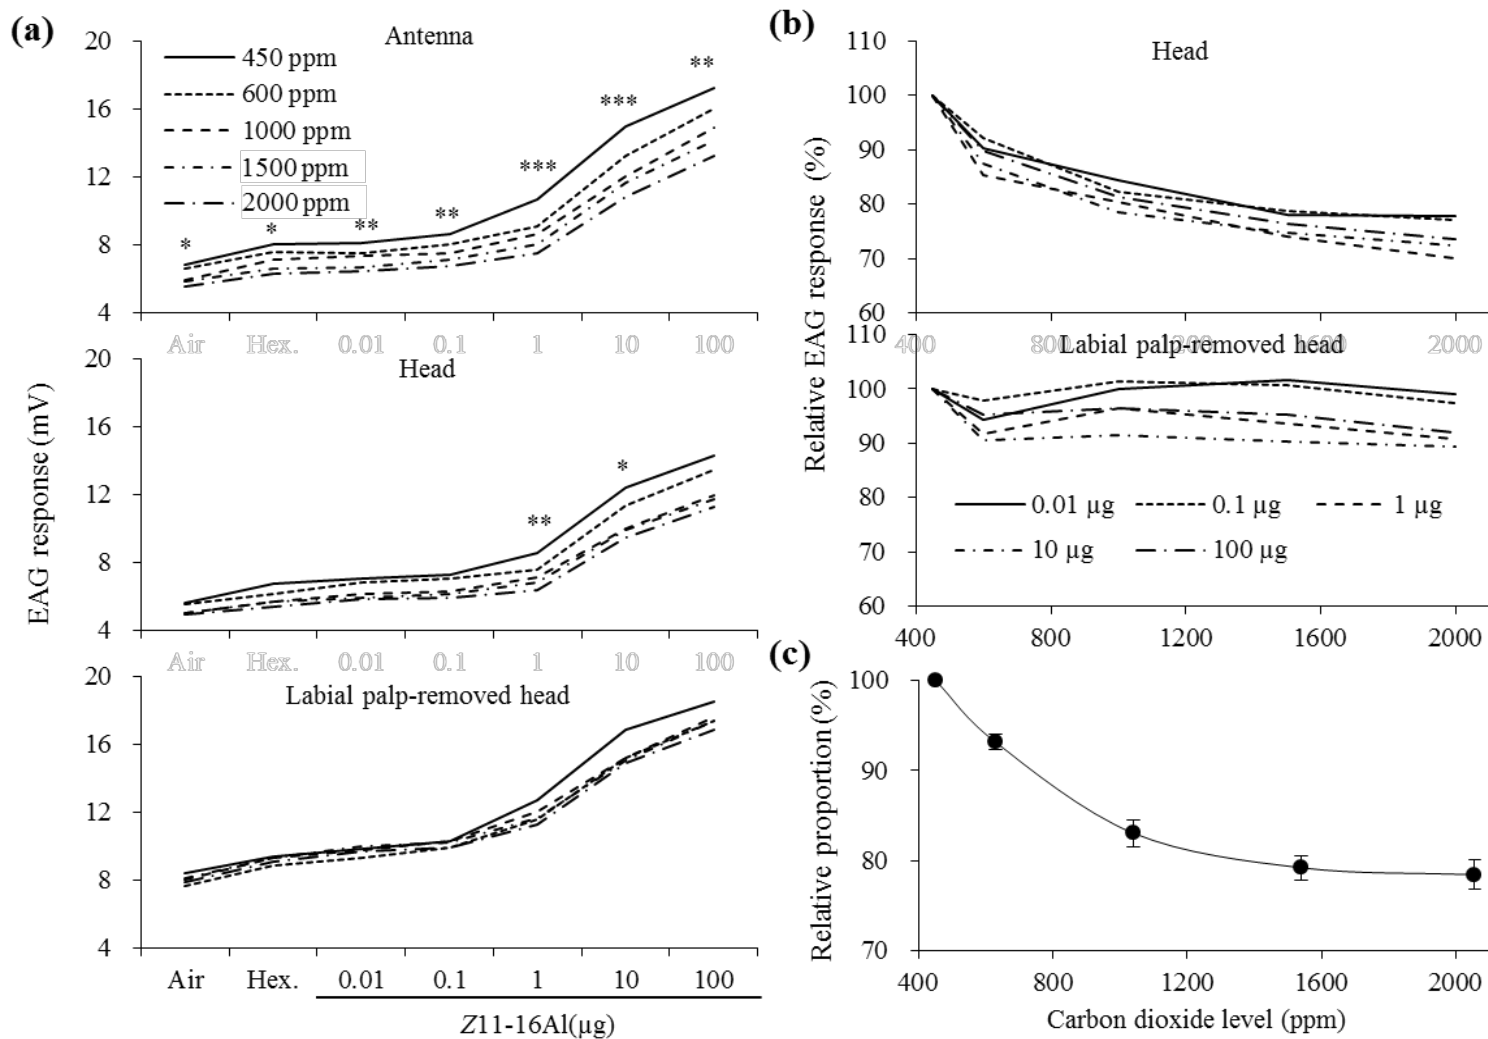 (a)
Antenna
20
16
12
8
4
450 ppm
600 ppm
1000 ppm
1500 ppm
2000 ppm
*
*
**
**
***
***
**
Air Hex. 0.01 0.1 1 10 100
Head
20
16
12
8
4
**
*
Air Hex. 0.01 0.1 1 10 100
Labial palp-removed head
20
16
12
8
4
Air Hex. 0.01 0.1 1 10 100
Z11-16Al(µg)
EAG response (mV)
(b)
Head
110
100
90
80
70
60
400 800 1200 1600 2000
Labial palp-removed head
110
100
90
80
70
60
0.01 µg 0.1 µg 1 µg
10 µg 100 µg
400 800 1200 1600 2000
Relative EAG response (%)
(c)
100
90
80
70
400 800 1200 1600 2000
Relative proportion (%)
Carbon dioxide level (ppm)